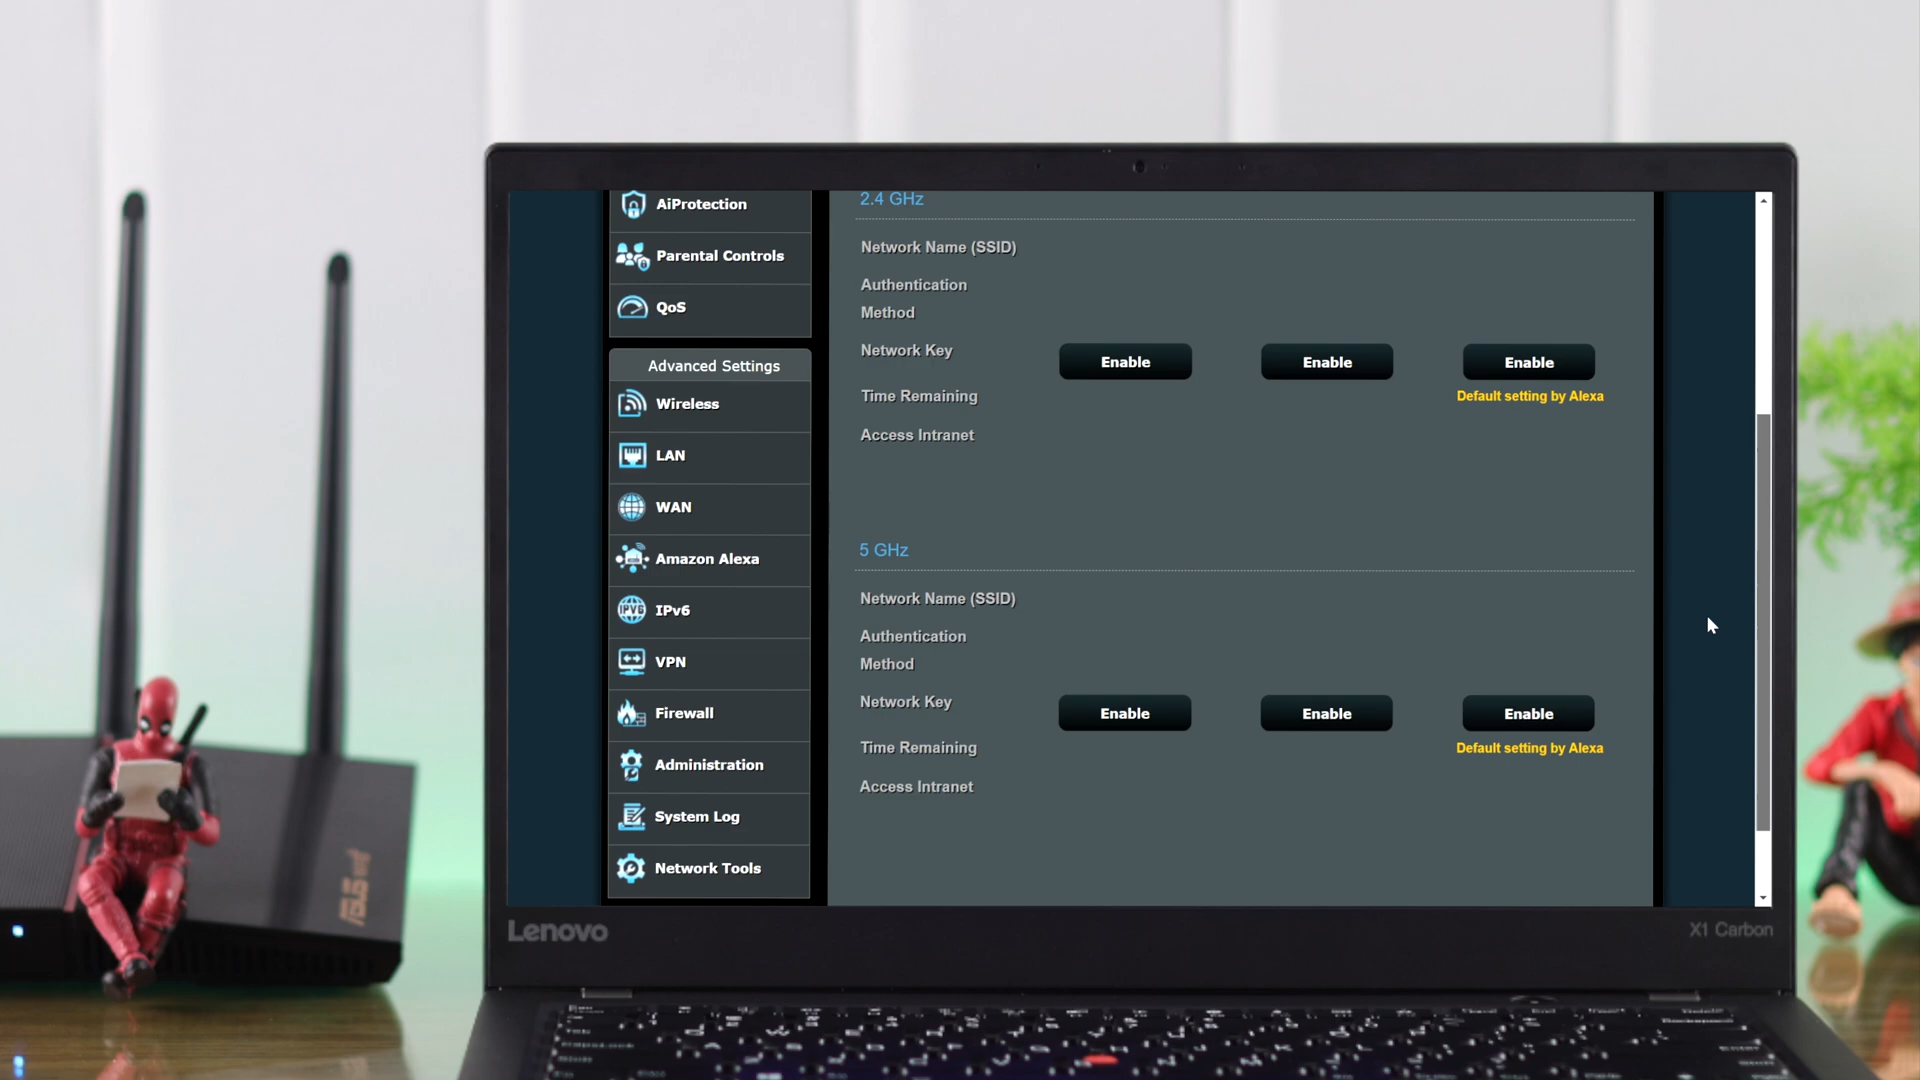 AiProtection
Parental Controls
QoS
Advanced Settings
Wireless
LAN
WAN
Amazon Alexa
IPv6
VPN
Firewall
Administration
System Log
Network Tools
2.4 GHz
Network Name (SSID)
Authentication
Method
Network Key
Enable Enable Enable
Time Remaining
Default setting by Alexa
Access Intranet
5 GHz
Network Name (SSID)
Authentication
Method
Network Key
Enable Enable Enable
Time Remaining
Default setting by Alexa
Access Intranet
Lenovo
X1 Carbon
ASUS